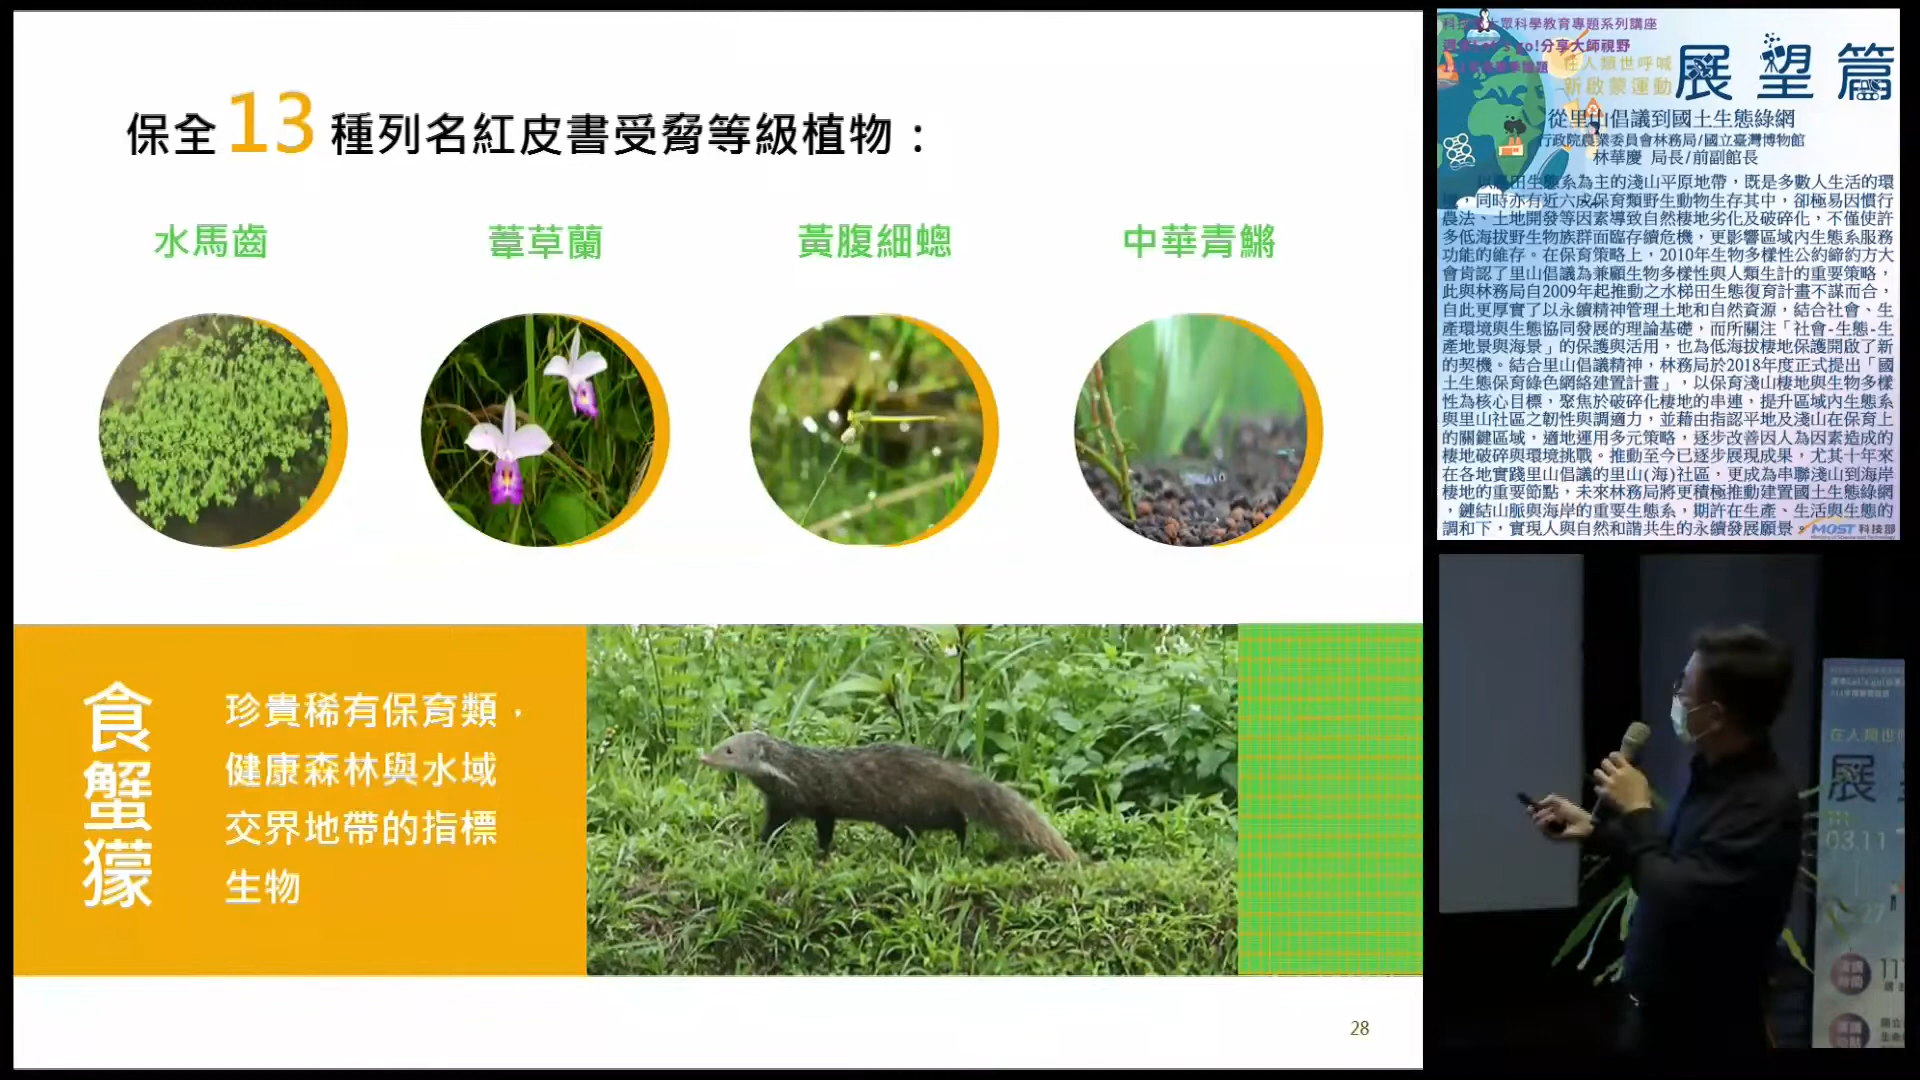 保全13種列名紅皮書受脅等級植物：
水馬齒
葦草蘭
黃腹細蟌
中華青鱂
食蟹獴
珍貴稀有保育類，
健康森林與水域
交界地帶的指標
生物
28
大眾科學教育專題系列講座
go!分享大師視野
在人類世呼喊
新啟蒙運動
展望篇
從里山倡議到國土生態綠網
行政院農業委員會林務局/國立臺灣博物館
林華慶 局長/前副館長
田生態系為主的淺山平原地帶，既是多數人生活的環
，同時亦有近六成保育類野生動物生存其中，卻極易因慣行
農法、土地開發等因素導致自然棲地劣化及破碎化，不僅使許
多低海拔野生物族群面臨存續危機，更影響區域內生態系服務
功能的維存。在保育策略上，2010年生物多樣性公約締約方大
會肯認了里山倡議為兼顧生物多樣性與人類生計的重要策略，
此與林務局自2009年起推動之水梯田生態復育計畫不謀而合，
自此更厚實了以永續精神管理土地和自然資源，結合社會、生
產環境與生態協同發展的理論基礎，而所關注「社會-生態-生
產地景與海景」的保護與活用，也為低海拔棲地保護開啟了新
的契機。結合里山倡議精神，林務局於2018年度正式提出「國
土生態保育綠色網絡建置計畫」，以保育淺山棲地與生物多樣
性為核心目標，聚焦於破碎化棲地的串連，提升區域內生態系
與里山社區之韌性與調適力，並藉由指認平地及淺山在保育上
的關鍵區域，適地運用多元策略，逐步改善因人為因素造成的
棲地破碎與環境挑戰。推動至今已逐步展現成果，尤其十年來
在各地實踐里山倡議的里山(海)社區，更成為串聯淺山到海岸
棲地的重要節點，未來林務局將更積極推動建置國土生態綠網
，鏈結山脈與海岸的重要生態系，期許在生產、生活與生態的
調和下，實現人與自然和諧共生的永續發展願景。
MOST 科技部
在人類世
展
03.11